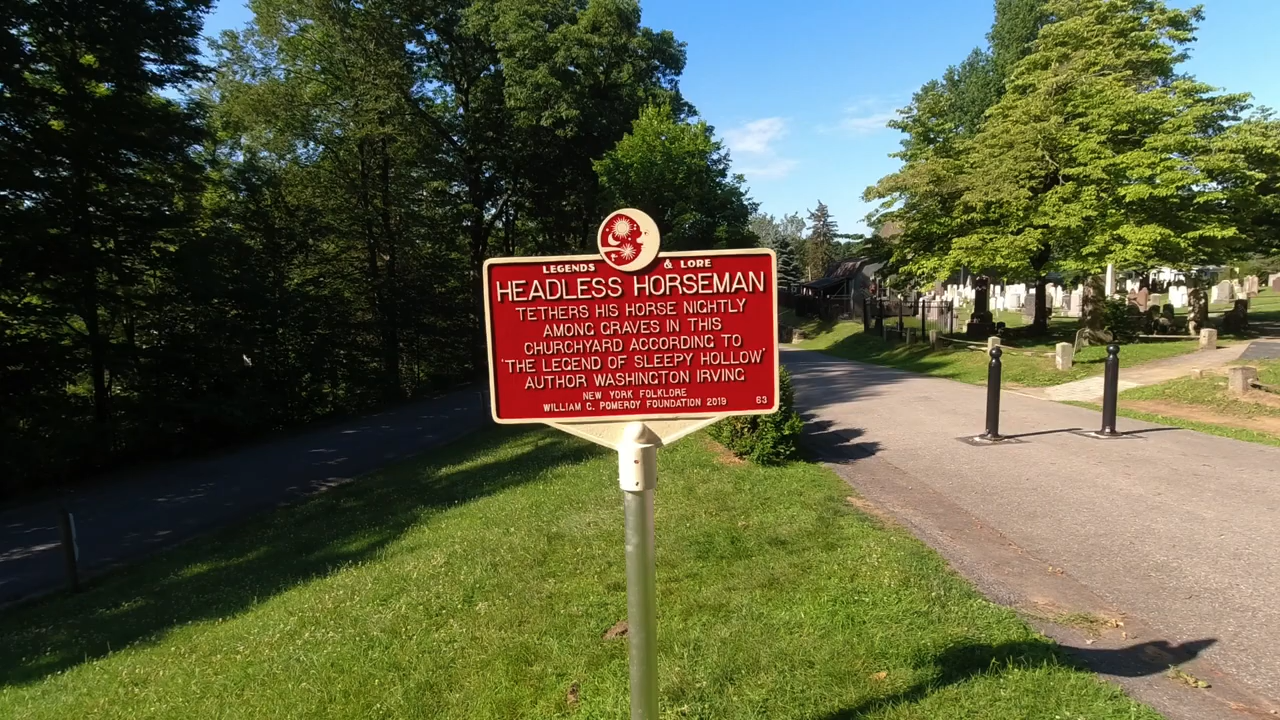 LEGENDS & LORE
HEADLESS HORSEMAN
TETHERS HIS HORSE NIGHTLY
AMONG GRAVES IN THIS
CHURCHYARD ACCORDING TO
'THE LEGEND OF SLEEPY HOLLOW'
AUTHOR WASHINGTON IRVING
NEW YORK FOLKLORE
WILLIAM G. POMEROY FOUNDATION 2019 63